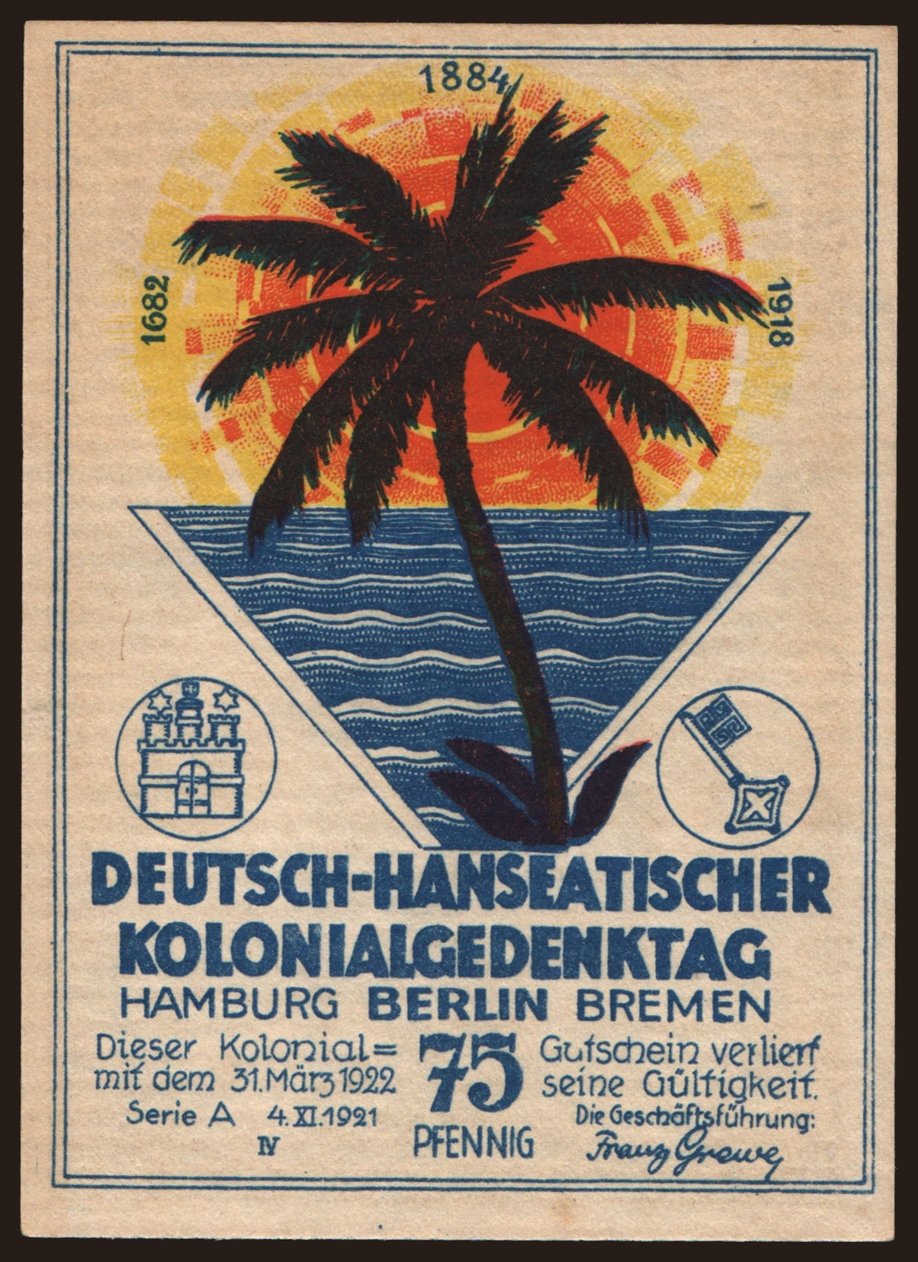 1884
1682
1918
DEUTSCH-HANSEATISCHER
KOLONIALGEDENKTAG
HAMBURG BERLIN BREMEN
Dieser Kolonial= 75 Gutschein verliert
mit dem 31. März 1922 seine Gültigkeit.
Serie A 4.XI.1921 Die Geschäftsführung:
IV PFENNIG Franz Grewe